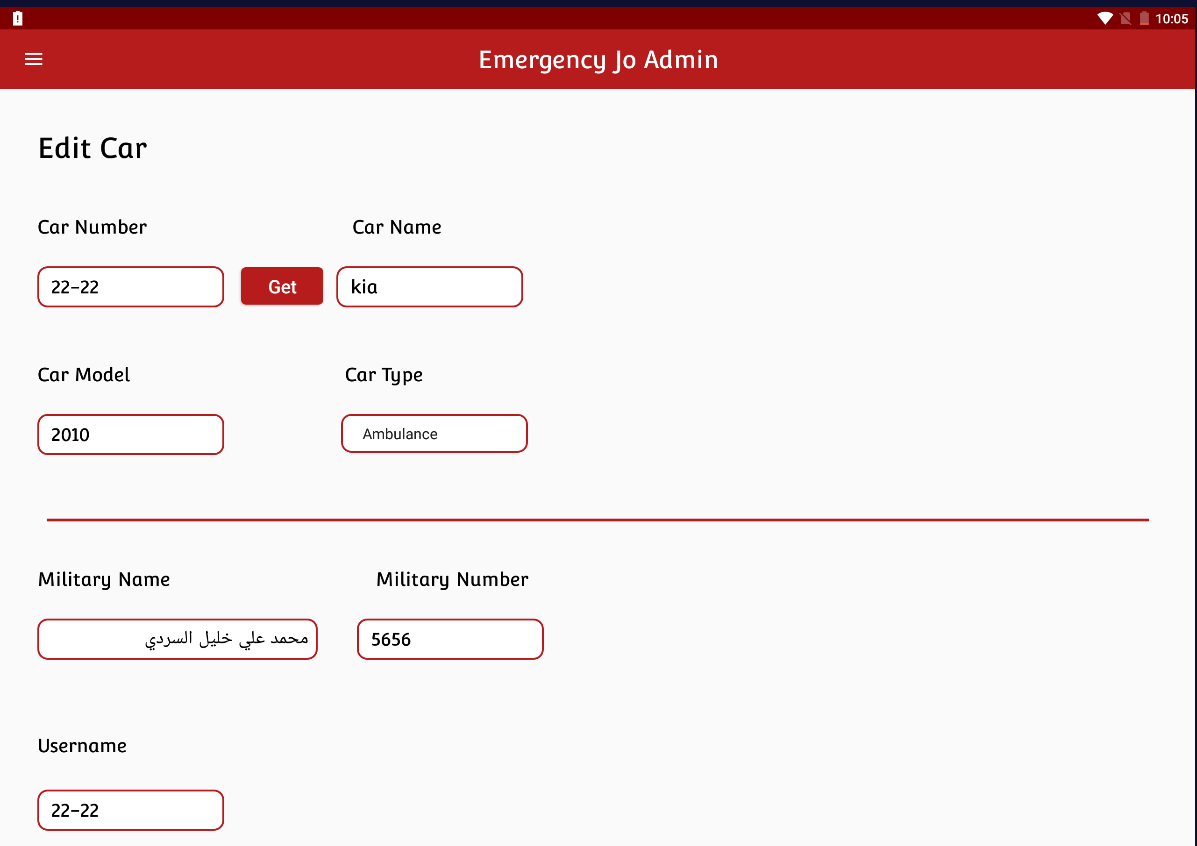 10:05
Emergency Jo Admin
Edit Car
Car Number
Car Name
22-22
Get
kia
Car Model
Car Type
2010
Ambulance
Military Name
Military Number
محمد علي خليل السردي
5656
Username
22-22